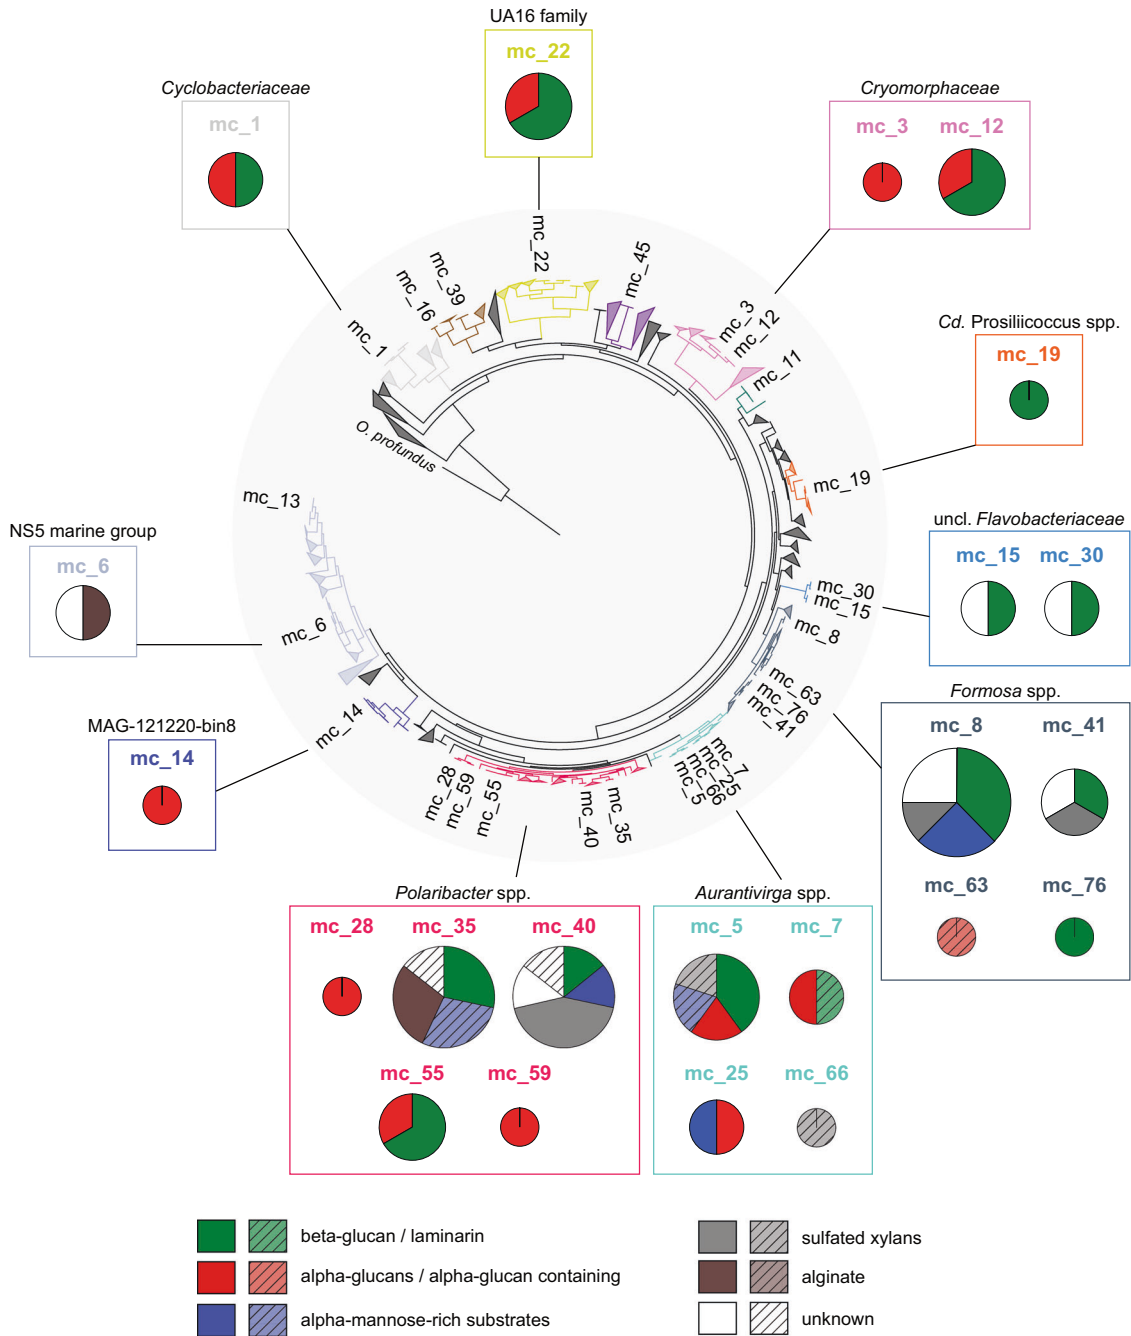 UA16 family
mc_22
Cyclobacteriaceae
mc_1
Cryomorphaceae
mc_3 mc_12
Cd. Prosiliicoccus spp.
mc_19
uncl. Flavobacteriaceae
mc_15 mc_30
Formosa spp.
mc_8 mc_41
mc_63 mc_76
NS5 marine group
mc_6
MAG-121220-bin8
mc_14
mc_1
mc_16
mc_39
mc_22
mc_45
mc_3
mc_12
mc_11
mc_19
mc_30
mc_15
mc_8
mc_63
mc_76
mc_41
mc_7
mc_25
mc_66
mc_5
mc_35
mc_40
mc_55
mc_59
mc_28
mc_14
mc_6
mc_13
O. profundus
Polaribacter spp.
mc_28 mc_35 mc_40
mc_55 mc_59
Aurantivirga spp.
mc_5 mc_7
mc_25 mc_66
beta-glucan / laminarin
alpha-glucans / alpha-glucan containing
alpha-mannose-rich substrates
sulfated xylans
alginate
unknown